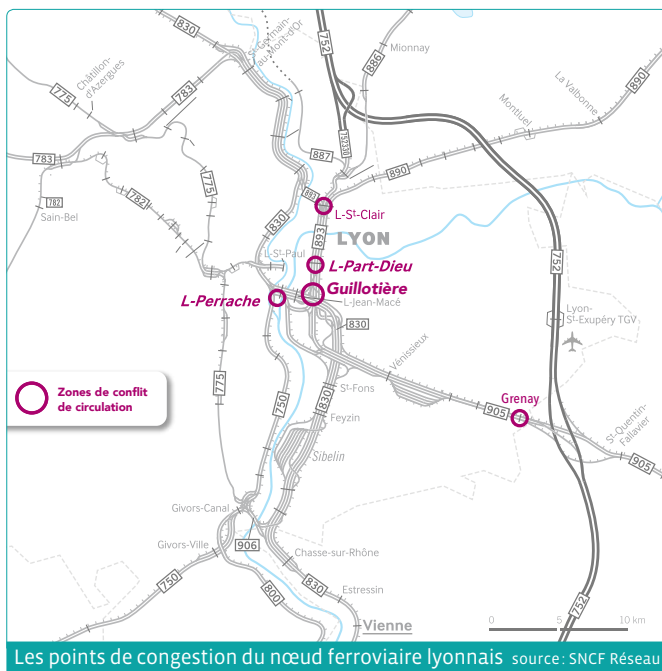 830
752
St-Germain-
au-Mont-d'Or
886
Mionnay
Châtillon-
d'Azergues
775
783
890
La Valbonne
Montluel
752330
887
890
783
782
Sain-Bel
782
775
893
L-St-Clair
830
893
LYON
L-St-Paul
L-Part-Dieu
Guillotière
L-Perrache
L-Jean-Macé
830
752
Lyon-
St-Exupéry TGV
Vénissieux
775
Zones de conflit
de circulation
750
St-Fons
830
Feyzin
Grenay
905
St-Quentin-
Fallavier
905
Sibelin
Givors-Canal
Givors-Ville
906
Chasse-sur-Rhône
750
800
830
Estressin
Vienne
752
0 5 10 km
Les points de congestion du nœud ferroviaire lyonnais source : SNCF Réseau